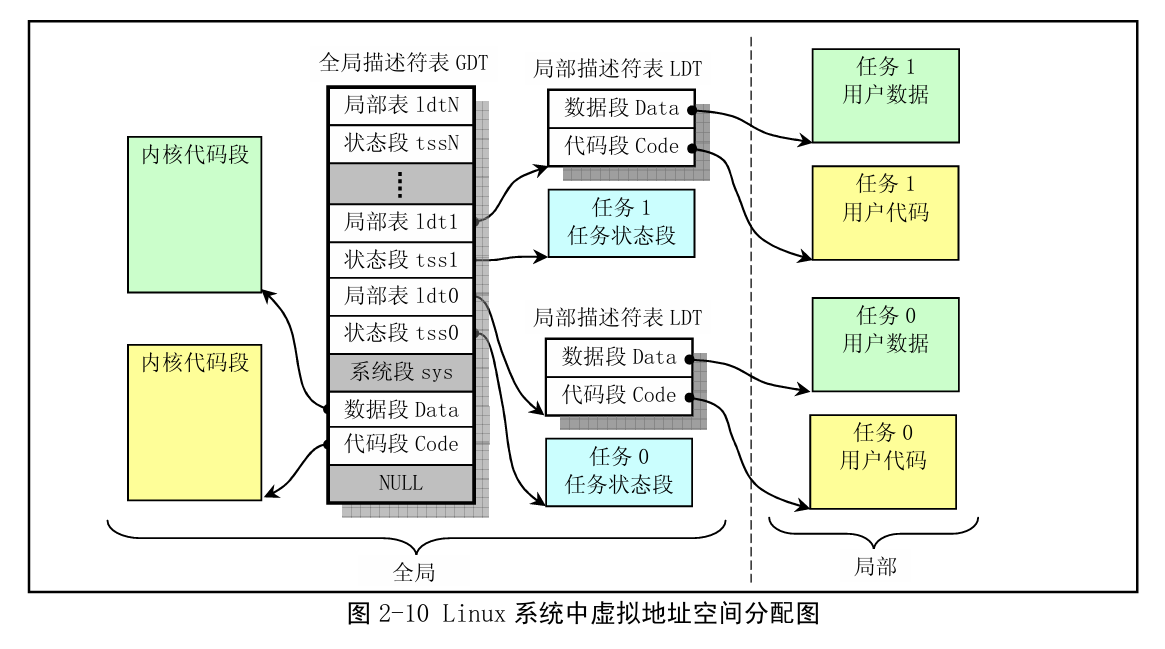 全局描述符表 GDT
局部表 ldtN
状态段 tssN
局部表 ldt1
状态段 tss1
局部表 ldt0
状态段 tss0
系统段 sys
数据段 Data
代码段 Code
NULL
内核代码段
内核代码段
局部描述符表 LDT
数据段 Data
代码段 Code
任务 1
任务状态段
局部描述符表 LDT
数据段 Data
代码段 Code
任务 0
任务状态段
任务 1
用户数据
任务 1
用户代码
任务 0
用户数据
任务 0
用户代码
全局
局部
图 2-10 Linux 系统中虚拟地址空间分配图